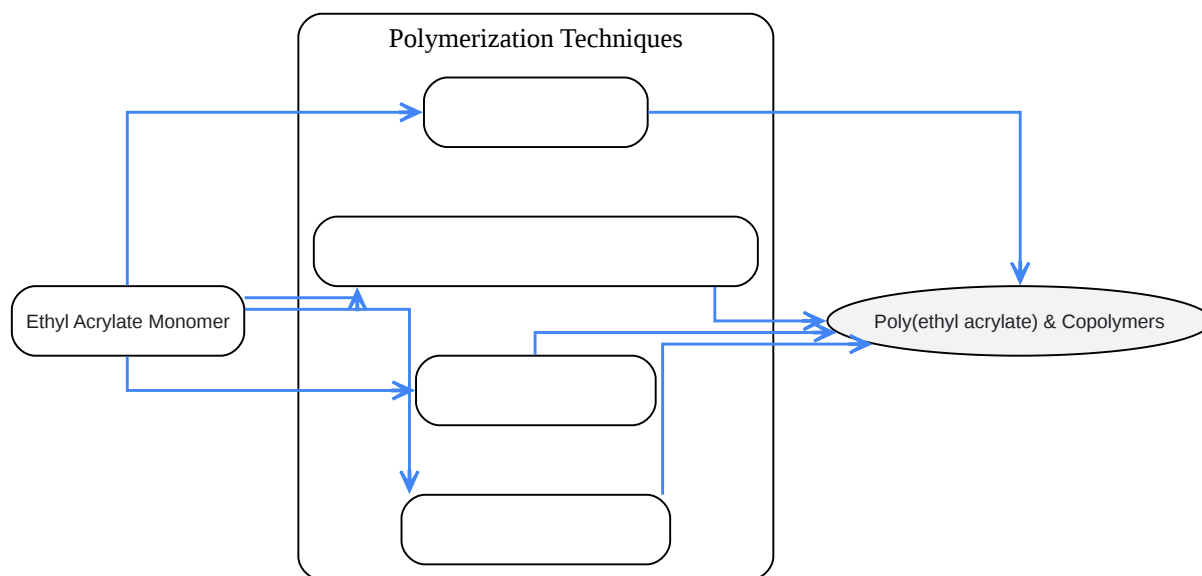 Polymerization Techniques
Ethyl Acrylate Monomer
Poly(ethyl acrylate) & Copolymers